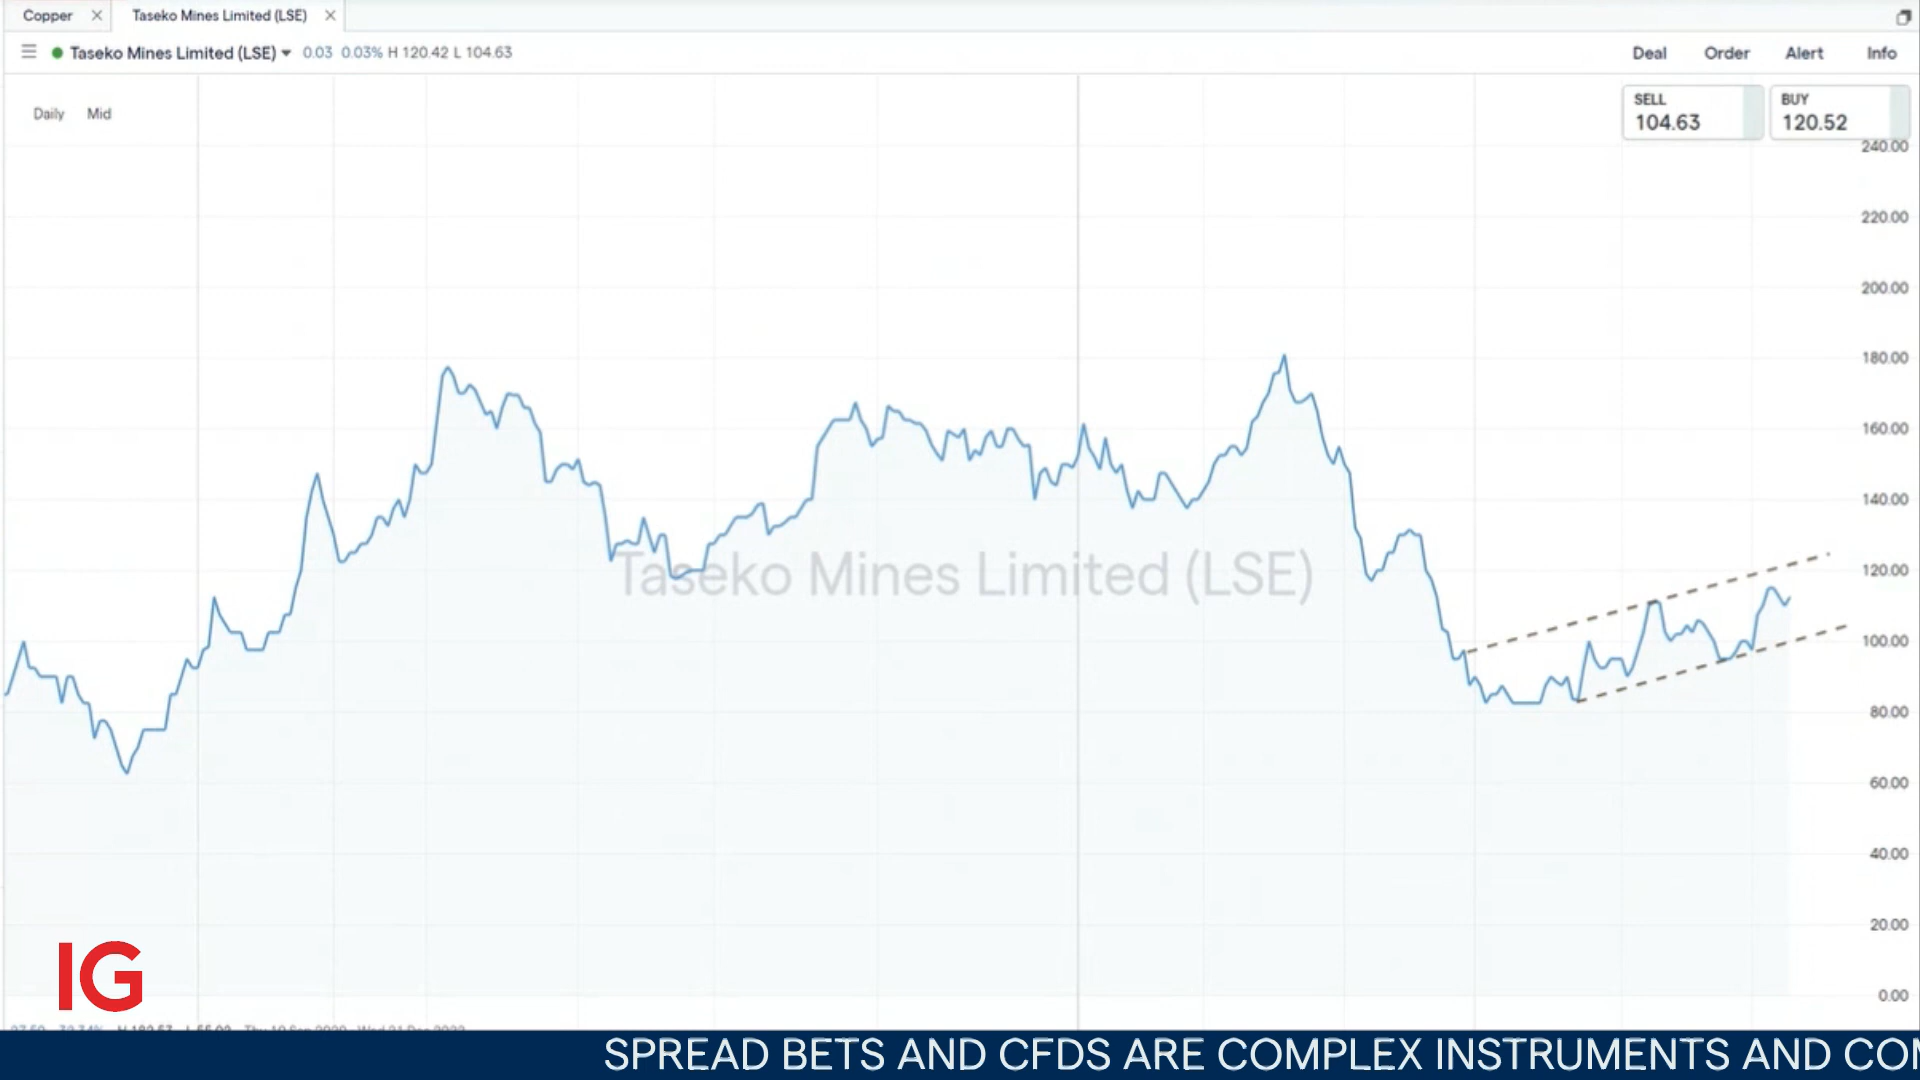 Copper
Taseko Mines Limited (LSE)
Taseko Mines Limited (LSE) 0.03 0.03% H 120.42 L 104.63
Deal Order Alert Info
Daily Mid
SELL
104.63
BUY
120.52
240.00
220.00
200.00
180.00
160.00
140.00
120.00
Taseko Mines Limited (LSE)
100.00
80.00
60.00
40.00
20.00
0.00
IG
SPREAD BETS AND CFDS ARE COMPLEX INSTRUMENTS AND COM